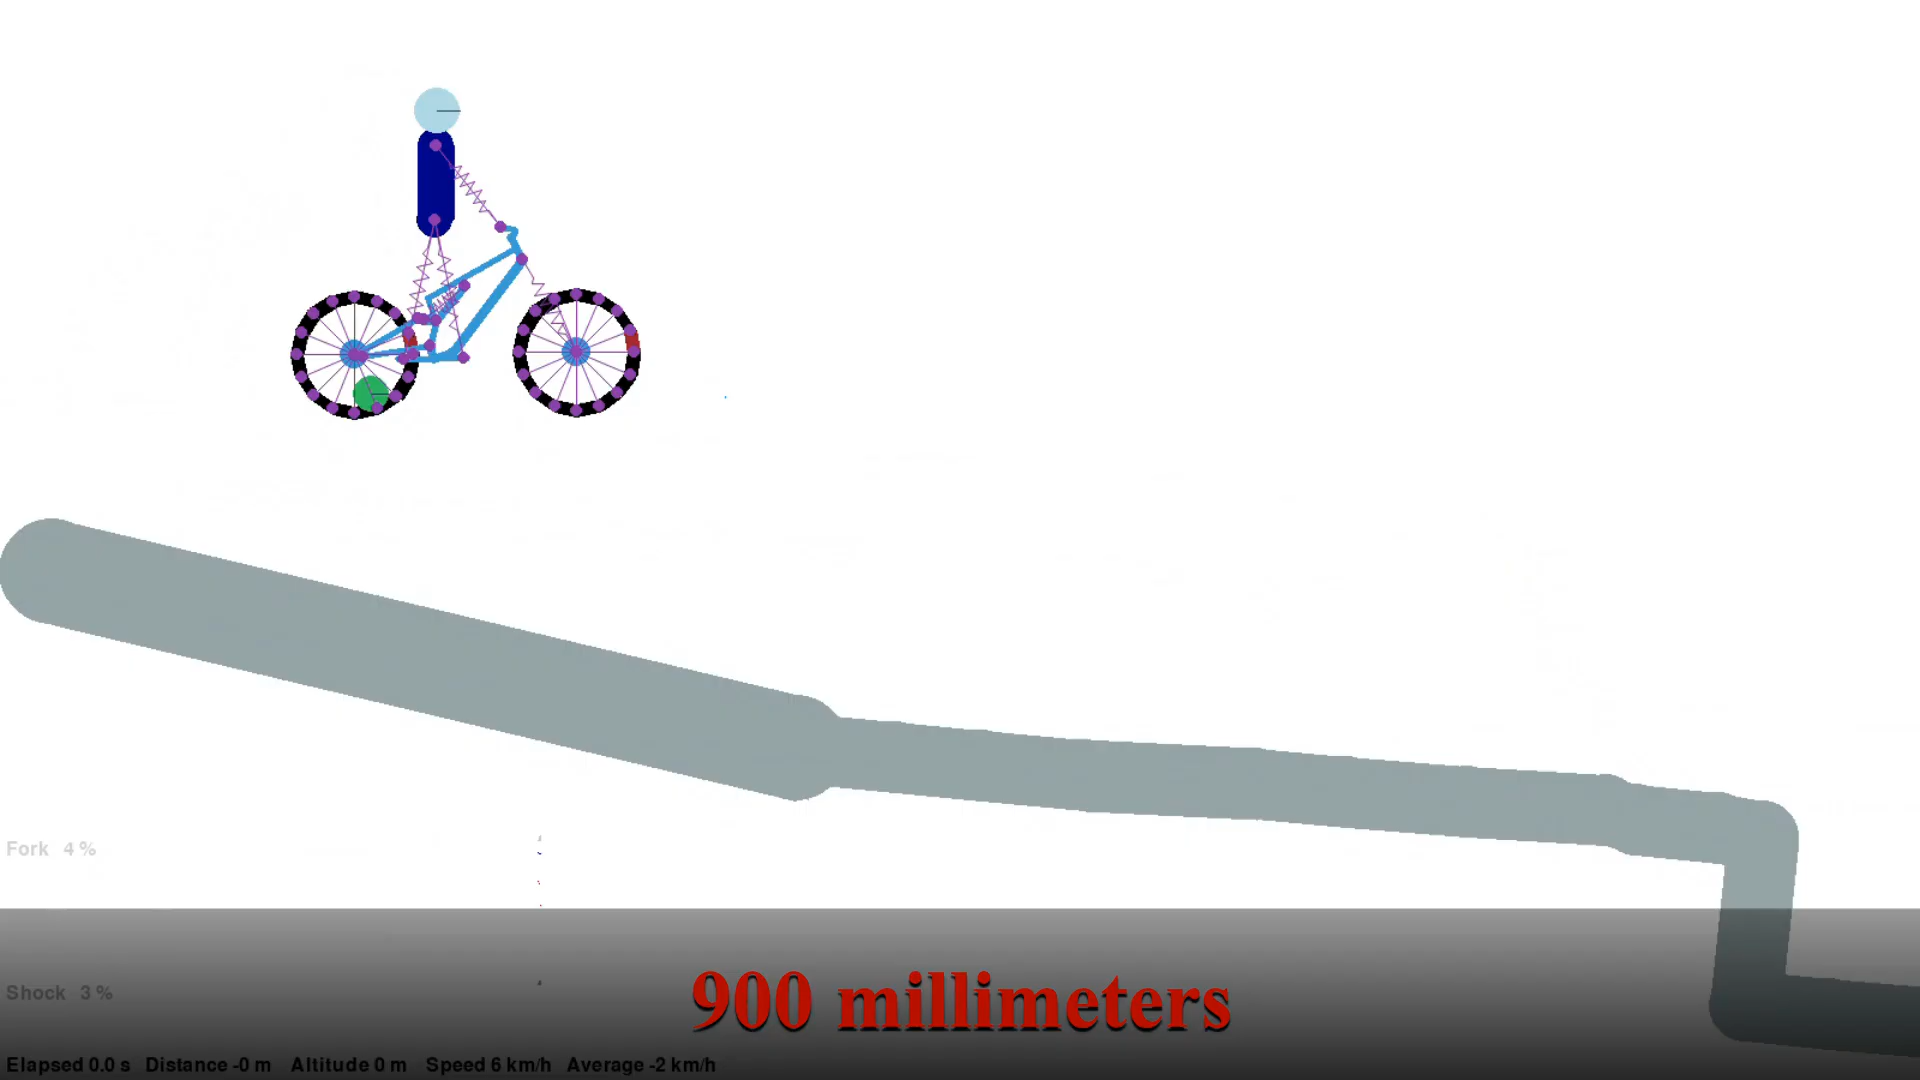 Fork 4 %
Shock 3 %
900 millimeters
Elapsed 0.0 s Distance -0 m Altitude 0 m Speed 6 km/h Average -2 km/h